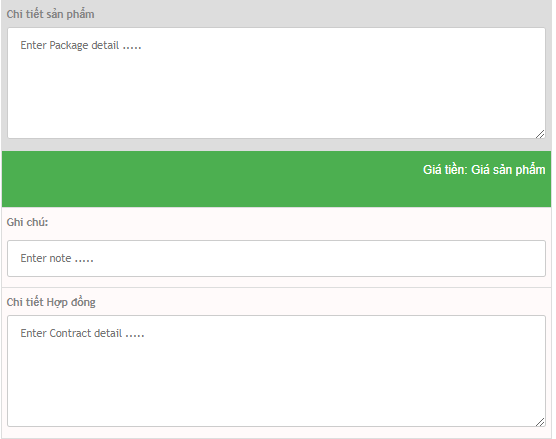 Chi tiết sản phẩm
Enter Package detail .....
Giá tiền: Giá sản phẩm
Ghi chú:
Enter note .....
Chi tiết Hợp đồng
Enter Contract detail .....